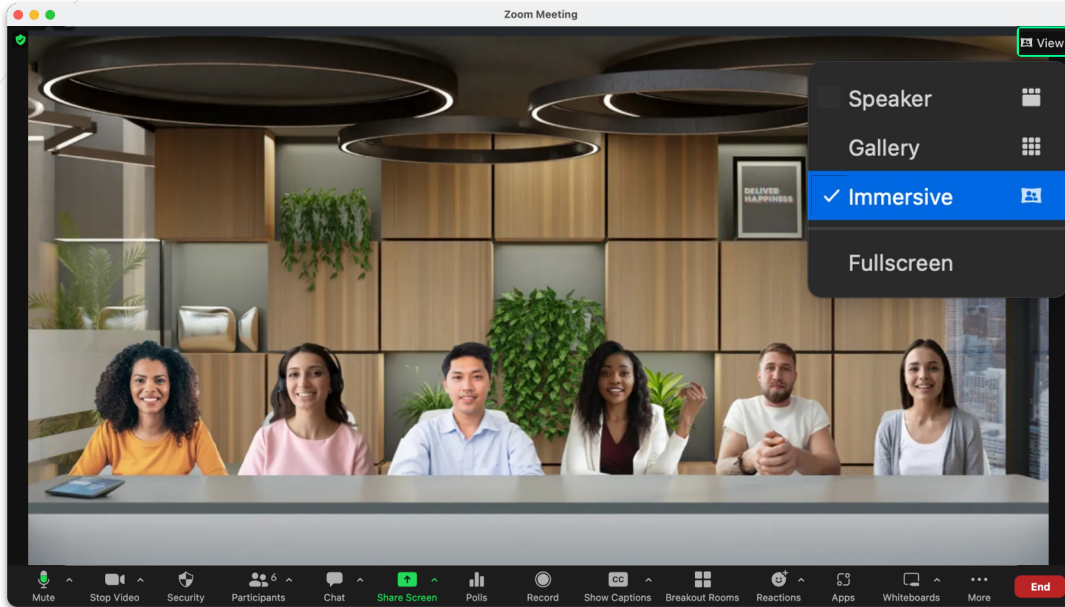 Zoom Meeting
View
Speaker
Gallery
Immersive
Fullscreen
DELIVER
HAPPINESS
6
CC
Mute
Stop Video
Security
Participants
Chat
Share Screen
Polls
Record
Show Captions
Breakout Rooms
Reactions
Apps
Whiteboards
More
End